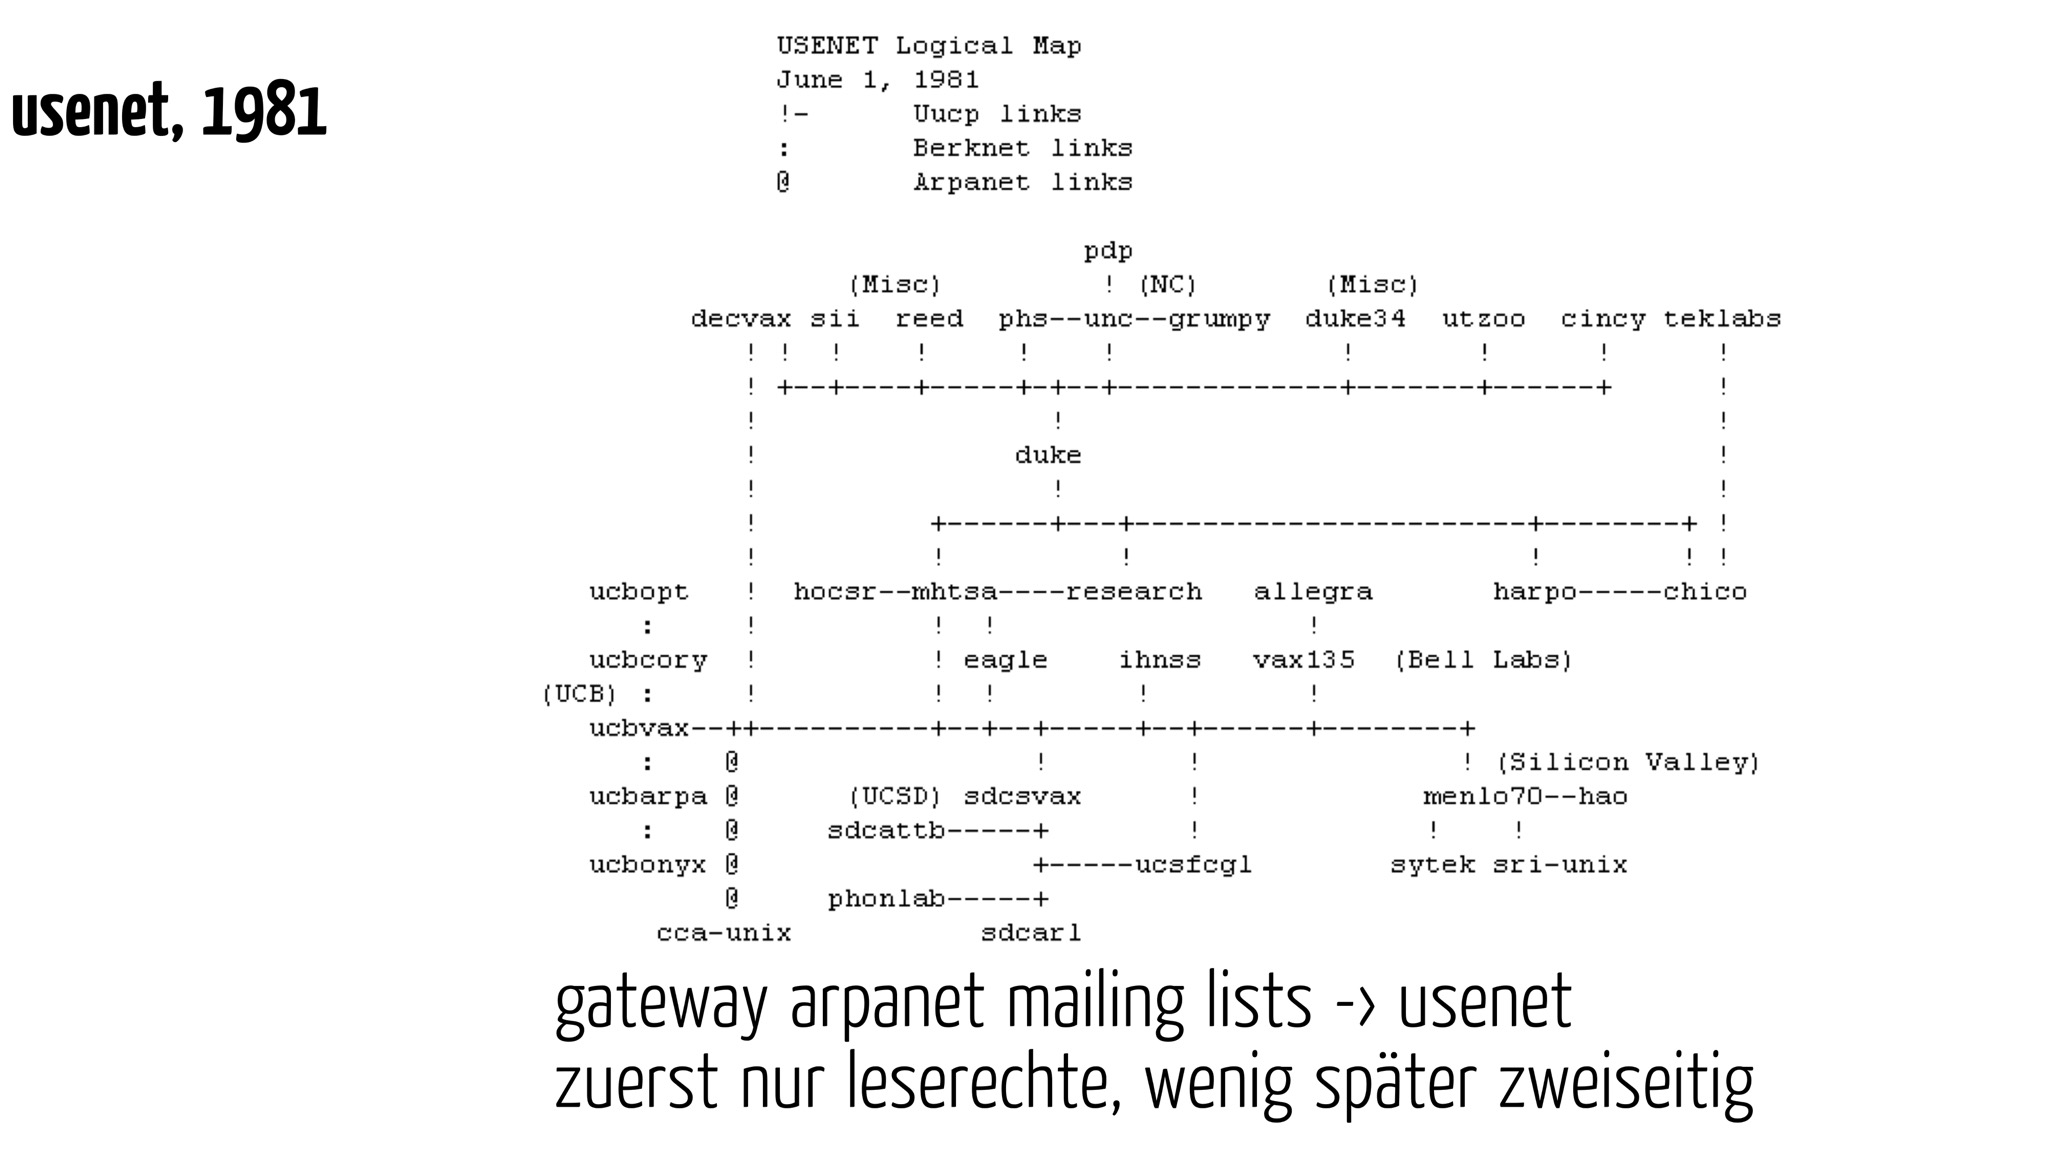 usenet, 1981
USENET Logical Map
June 1, 1981
!-      Uucp links
:       Berknet links
@       Arpanet links
pdp
(Misc)         ! (NC)       (Misc)
decvax sii  reed  phs--unc--grumpy  duke34  utzoo  cincy teklabs
! !  !    !     !    !             !       !      !      !
! +--+----+-----+-+--+-------------+-------+------+      !
!                 !                                      !
!               duke                                     !
!                 !                                      !
!          +------+---+-----------------------+--------+ !
!          !          !                       !        ! !
ucbopt   !  hocsr--mhtsa----research   allegra       harpo-----chico
:     !          !  !                  !
ucbcory  !          ! eagle    ihnss   vax135  (Bell Labs)
(UCB) :     !          !  !        !         !
ucbvax--++----------+--+--+-----+--+------+--------+
:    @                 !        !               ! (Silicon Valley)
ucbarpa @      (UCSD) sdcsvax      !             menlo70--hao
:    @     sdcattb-----+        !             !    !
ucbonyx @                 +-----ucsfcgl        sytek sri-unix
@     phonlab-----+
cca-unix           sdcarl
gateway arpanet mailing lists -> usenet
zuerst nur leserechte, wenig später zweiseitig